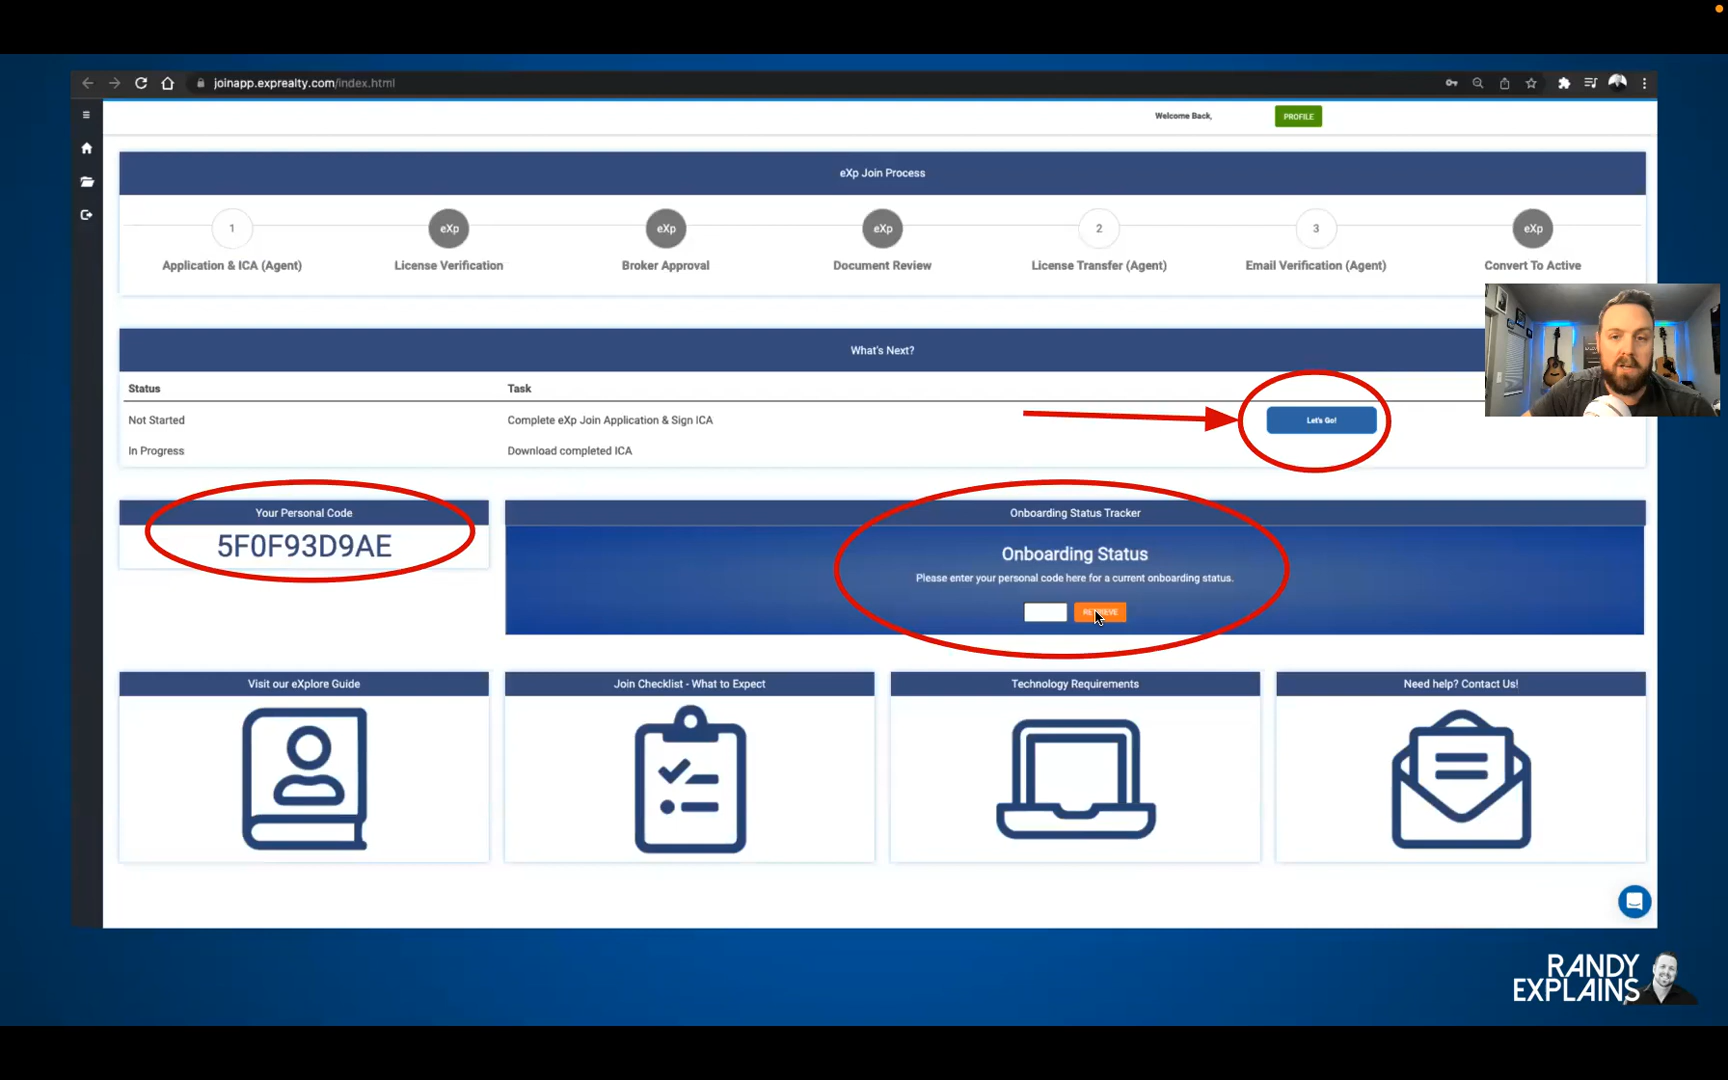 joinapp.exprealty.com/index.html
Welcome Back,
PROFILE
eXp Join Process
1
eXp
eXp
eXp
2
3
eXp
Application & ICA (Agent)
License Verification
Broker Approval
Document Review
License Transfer (Agent)
Email Verification (Agent)
Convert To Active
What's Next?
Status
Task
Not Started
Complete eXp Join Application & Sign ICA
Let's Go!
In Progress
Download completed ICA
Your Personal Code
5F0F93D9AE
Onboarding Status Tracker
Onboarding Status
Please enter your personal code here for a current onboarding status.
RETRIEVE
Visit our eXplore Guide
Join Checklist - What to Expect
Technology Requirements
Need help? Contact Us!
RANDY
EXPLAINS